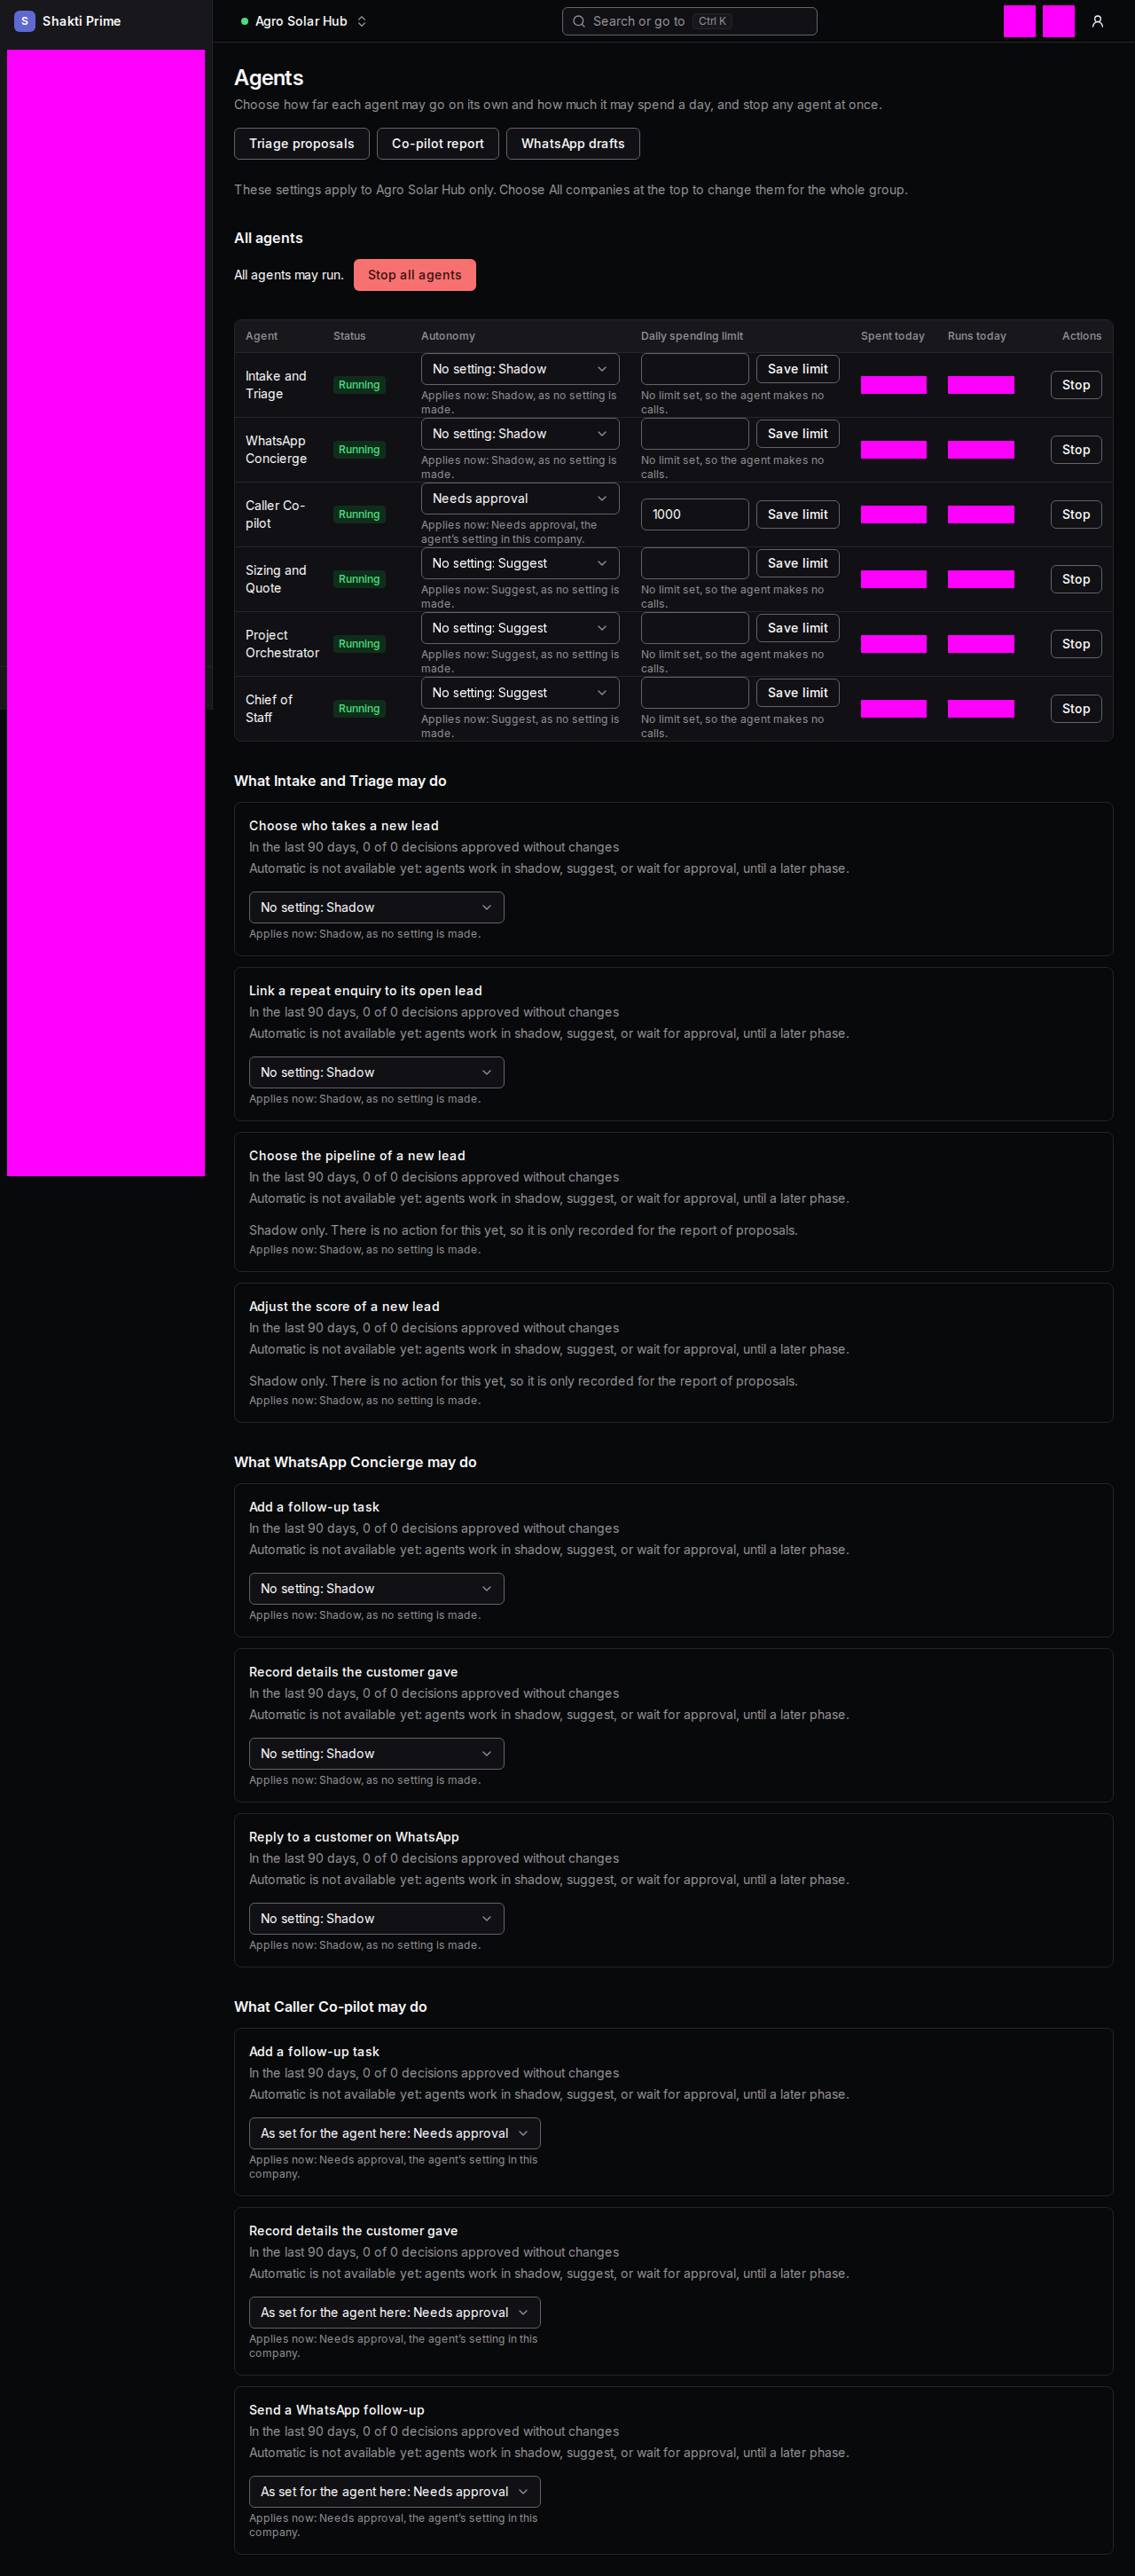 S Shakti Prime
Agro Solar Hub
Search or go to Ctrl K
Agents
Choose how far each agent may go on its own and how much it may spend a day, and stop any agent at once.
Triage proposals Co-pilot report WhatsApp drafts
These settings apply to Agro Solar Hub only. Choose All companies at the top to change them for the whole group.
All agents
All agents may run. Stop all agents
Agent Status Autonomy Daily spending limit Spent today Runs today Actions
Intake and Triage Running No setting: Shadow Save limit Stop
Applies now: Shadow, as no setting is made. No limit set, so the agent makes no calls.
WhatsApp Concierge Running No setting: Shadow Save limit Stop
Applies now: Shadow, as no setting is made. No limit set, so the agent makes no calls.
Caller Co-pilot Running Needs approval 1000 Save limit Stop
Applies now: Needs approval, the agent’s setting in this company.
Sizing and Quote Running No setting: Suggest Save limit Stop
Applies now: Suggest, as no setting is made. No limit set, so the agent makes no calls.
Project Orchestrator Running No setting: Suggest Save limit Stop
Applies now: Suggest, as no setting is made. No limit set, so the agent makes no calls.
Chief of Staff Running No setting: Suggest Save limit Stop
Applies now: Suggest, as no setting is made. No limit set, so the agent makes no calls.
What Intake and Triage may do
Choose who takes a new lead
In the last 90 days, 0 of 0 decisions approved without changes
Automatic is not available yet: agents work in shadow, suggest, or wait for approval, until a later phase.
No setting: Shadow
Applies now: Shadow, as no setting is made.
Link a repeat enquiry to its open lead
In the last 90 days, 0 of 0 decisions approved without changes
Automatic is not available yet: agents work in shadow, suggest, or wait for approval, until a later phase.
No setting: Shadow
Applies now: Shadow, as no setting is made.
Choose the pipeline of a new lead
In the last 90 days, 0 of 0 decisions approved without changes
Automatic is not available yet: agents work in shadow, suggest, or wait for approval, until a later phase.
Shadow only. There is no action for this yet, so it is only recorded for the report of proposals.
Applies now: Shadow, as no setting is made.
Adjust the score of a new lead
In the last 90 days, 0 of 0 decisions approved without changes
Automatic is not available yet: agents work in shadow, suggest, or wait for approval, until a later phase.
Shadow only. There is no action for this yet, so it is only recorded for the report of proposals.
Applies now: Shadow, as no setting is made.
What WhatsApp Concierge may do
Add a follow-up task
In the last 90 days, 0 of 0 decisions approved without changes
Automatic is not available yet: agents work in shadow, suggest, or wait for approval, until a later phase.
No setting: Shadow
Applies now: Shadow, as no setting is made.
Record details the customer gave
In the last 90 days, 0 of 0 decisions approved without changes
Automatic is not available yet: agents work in shadow, suggest, or wait for approval, until a later phase.
No setting: Shadow
Applies now: Shadow, as no setting is made.
Reply to a customer on WhatsApp
In the last 90 days, 0 of 0 decisions approved without changes
Automatic is not available yet: agents work in shadow, suggest, or wait for approval, until a later phase.
No setting: Shadow
Applies now: Shadow, as no setting is made.
What Caller Co-pilot may do
Add a follow-up task
In the last 90 days, 0 of 0 decisions approved without changes
Automatic is not available yet: agents work in shadow, suggest, or wait for approval, until a later phase.
As set for the agent here: Needs approval
Applies now: Needs approval, the agent’s setting in this
company.
Record details the customer gave
In the last 90 days, 0 of 0 decisions approved without changes
Automatic is not available yet: agents work in shadow, suggest, or wait for approval, until a later phase.
As set for the agent here: Needs approval
Applies now: Needs approval, the agent’s setting in this
company.
Send a WhatsApp follow-up
In the last 90 days, 0 of 0 decisions approved without changes
Automatic is not available yet: agents work in shadow, suggest, or wait for approval, until a later phase.
As set for the agent here: Needs approval
Applies now: Needs approval, the agent’s setting in this
company.